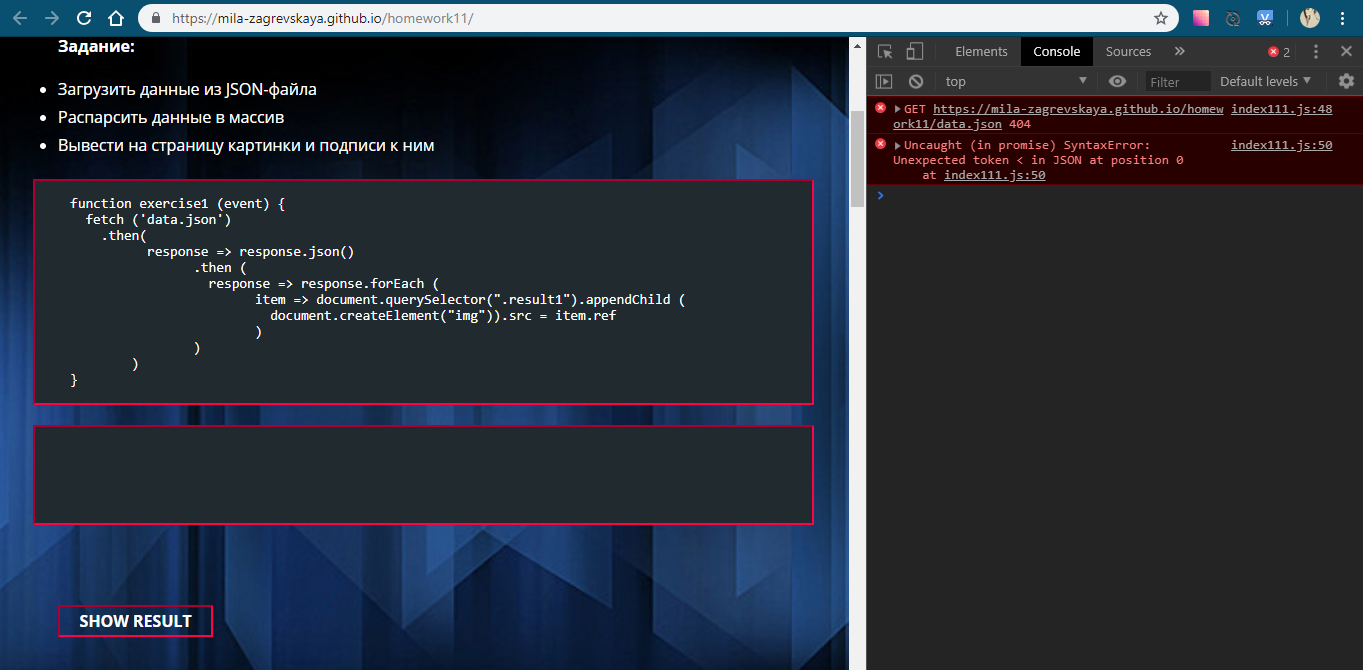 https://mila-zagrevskaya.github.io/homework11/
Задание:
Загрузить данные из JSON-файла
Распарсить данные в массив
Вывести на страницу картинки и подписи к ним
function exercise1 (event) {
fetch ('data.json')
.then(
response => response.json()
.then (
response => response.forEach (
item => document.querySelector(".result1").appendChild (
document.createElement("img")).src = item.ref
)
)
)
}
SHOW RESULT
Elements Console Sources » 2
top Filter Default levels
GET https://mila-zagrevskaya.github.io/homew index111.js:48
ork11/data.json 404
Uncaught (in promise) SyntaxError: index111.js:50
Unexpected token < in JSON at position 0
at index111.js:50